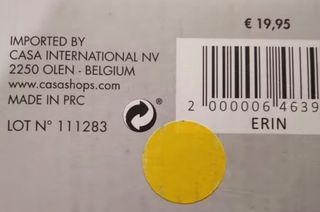 € 19,95
IMPORTED BY
CASA INTERNATIONAL NV
2250 OLEN - BELGIUM
www.casashops.com
MADE IN PRC
LOT N° 111283
®
2 000006 4639
ERIN